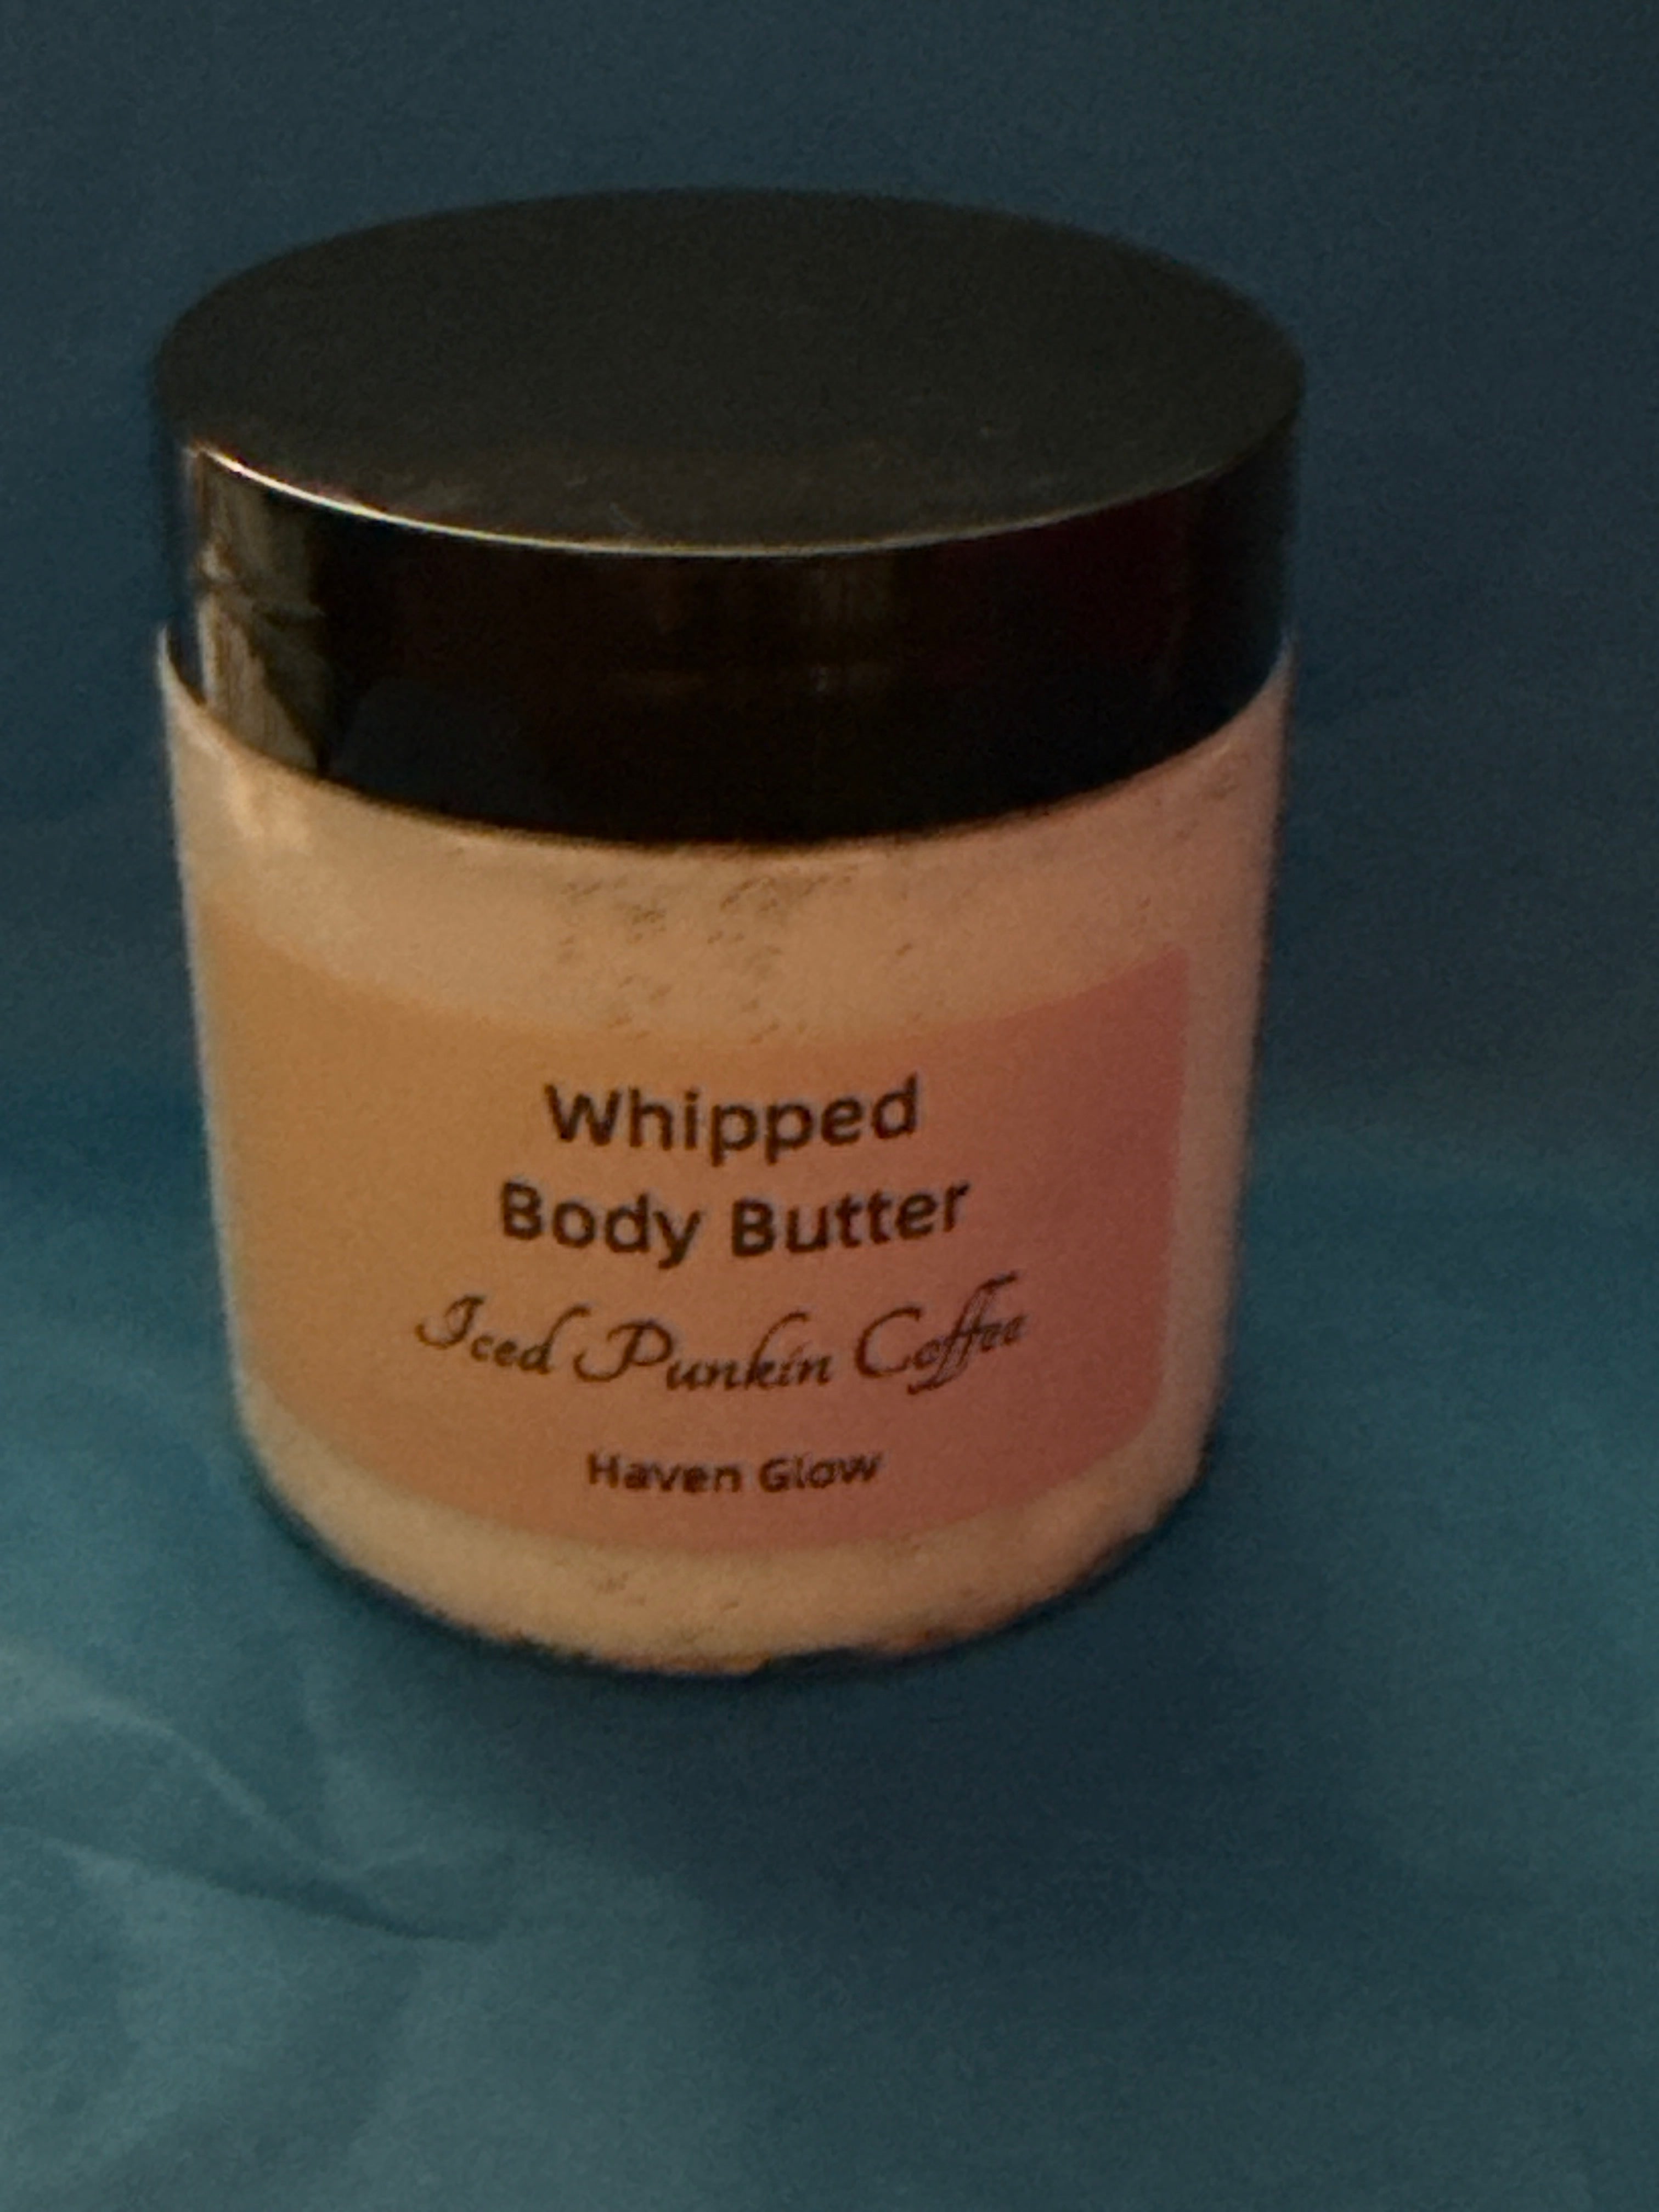 Whipped
Body Butter
Iced Punkin Coffee
Haven Glow